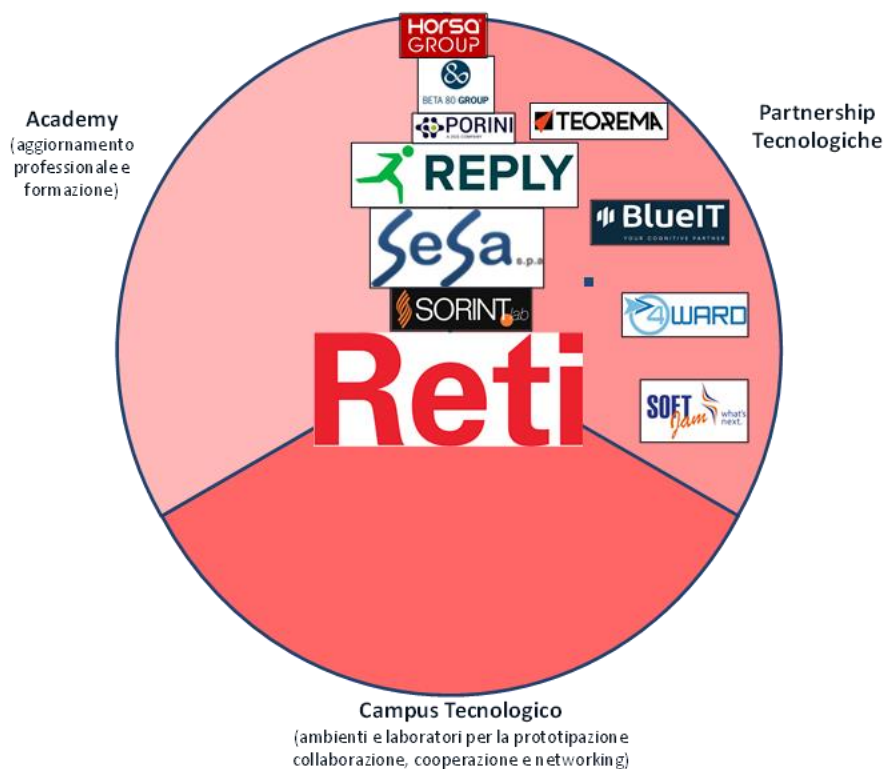 HORSA
GROUP
BETA 80 GROUP
PORINI
TEOREMA
Academy
(aggiornamento
professionale e
formazione)
Partnership
Tecnologiche
REPLY
BlueIT
YOUR COGNITIVE PARTNER
SeSa s.p.a
SORINT.lab
4WARD
Reti
SOFT
Jam
what's
next.
Campus Tecnologico
(ambienti e laboratori per la prototipazione
collaborazione, cooperazione e networking)